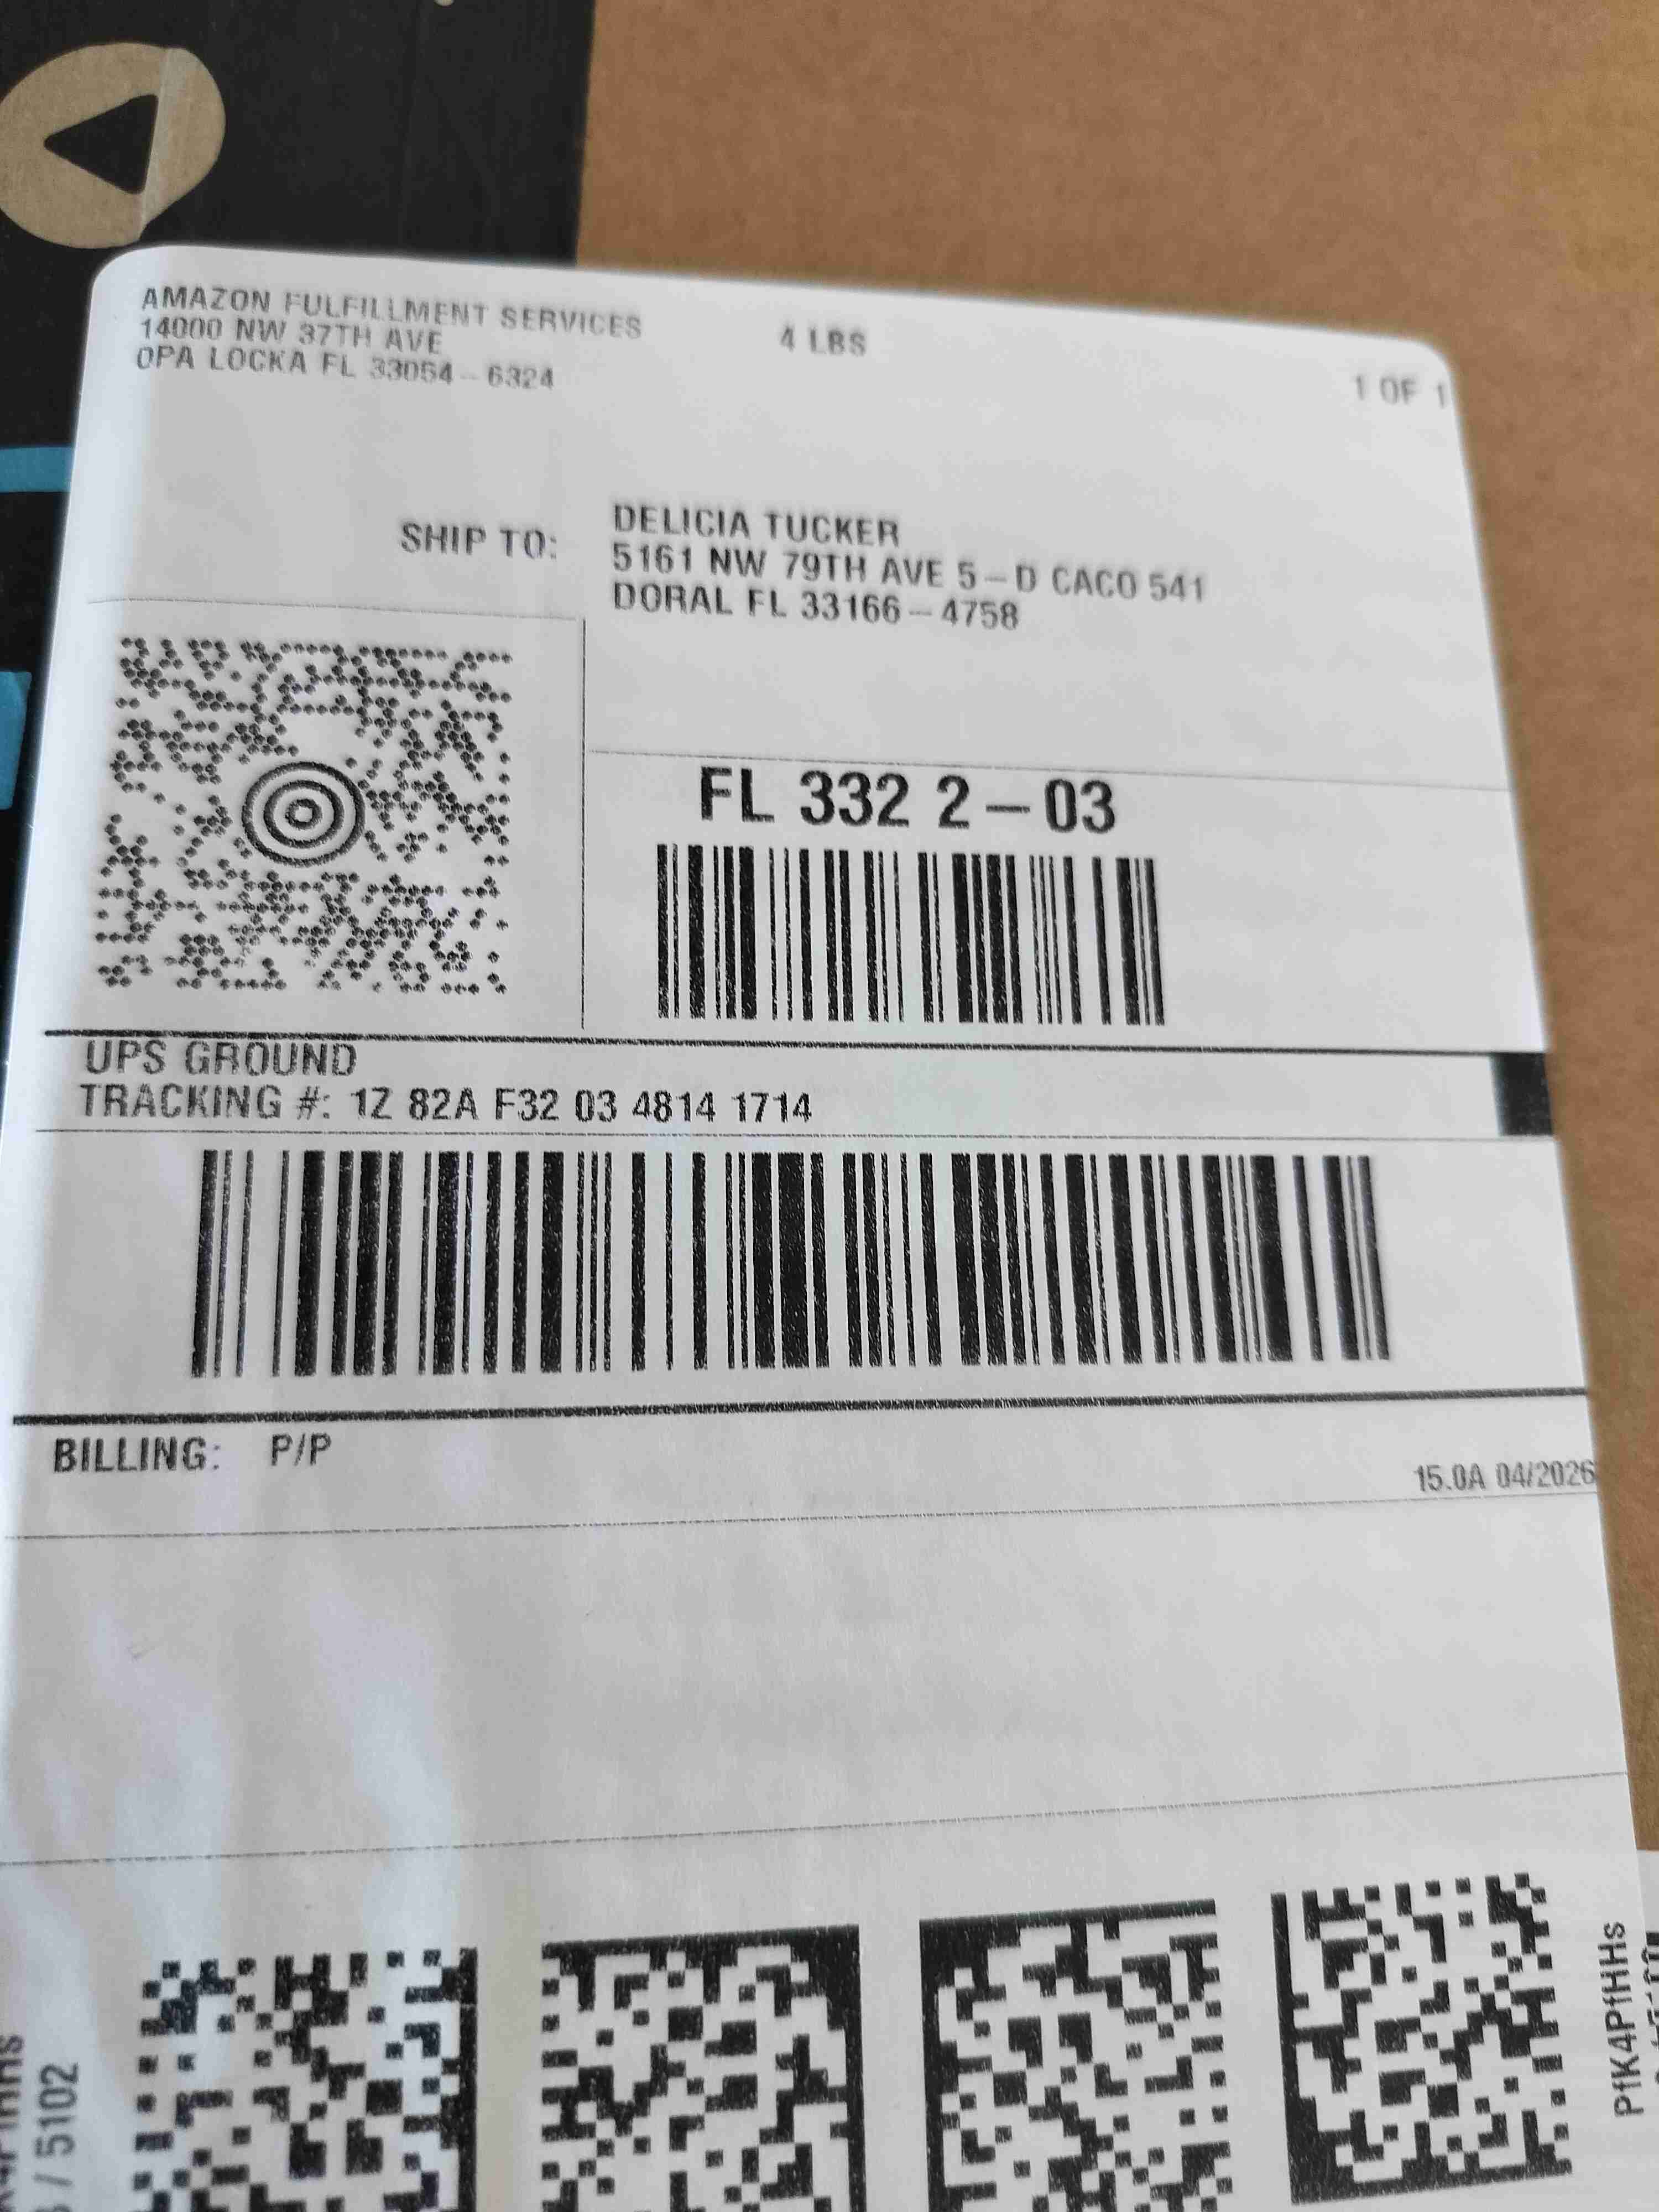 AMAZON FULFILLMENT SERVICES
14000 NW 37TH AVE
OPA LOCKA FL 33054-6324
4 LBS
1 OF 1
SHIP TO:
DELICIA TUCKER
5161 NW 79TH AVE 5-D CACO 541
DORAL FL 33166-4758
FL 332 2-03
UPS GROUND
TRACKING #: 1Z 82A F32 03 4814 1714
BILLING: P/P
15.0A 04/2026
/ 5102
PfK4PfHHs